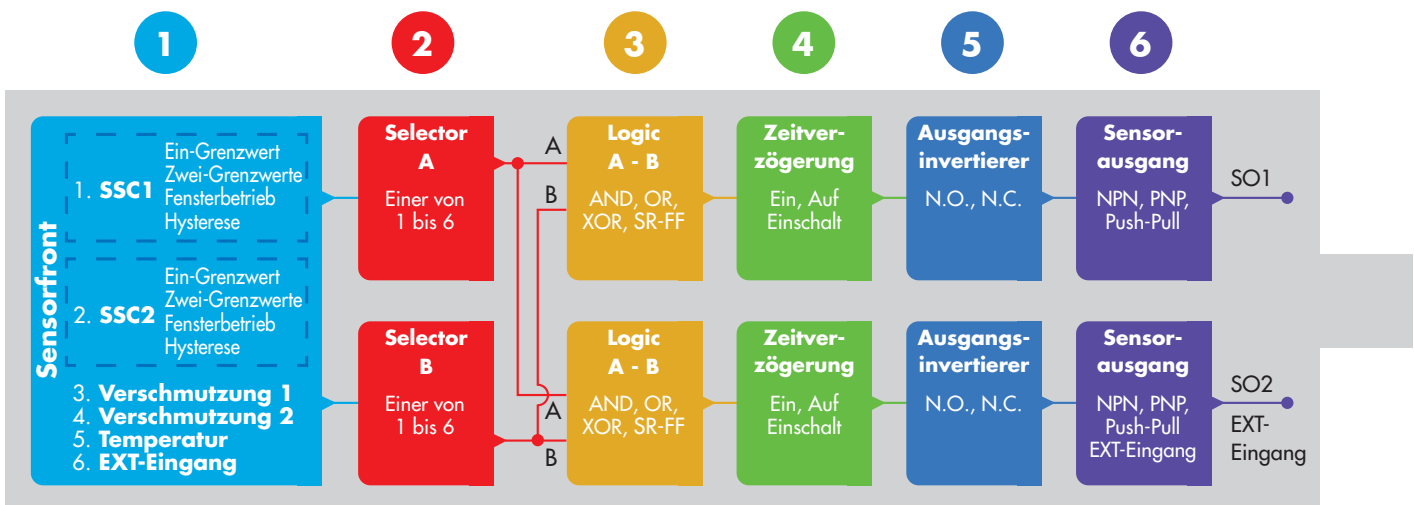 1
2
3
4
5
6
Sensorfront
1. SSC1
Ein-Grenzwert
Zwei-Grenzwerte
Fensterbetrieb
Hysterese
2. SSC2
Ein-Grenzwert
Zwei-Grenzwerte
Fensterbetrieb
Hysterese
3. Verschmutzung 1
4. Verschmutzung 2
5. Temperatur
6. EXT-Eingang
Selector
A
Einer von
1 bis 6
A
B
Logic
A - B
AND, OR,
XOR, SR-FF
Zeitver-
zögerung
Ein, Auf
Einschalt
Ausgangs-
invertierer
N.O., N.C.
Sensor-
ausgang
NPN, PNP,
Push-Pull
SO1
Selector
B
Einer von
1 bis 6
A
B
Logic
A - B
AND, OR,
XOR, SR-FF
Zeitver-
zögerung
Ein, Auf
Einschalt
Ausgangs-
invertierer
N.O., N.C.
Sensor-
ausgang
NPN, PNP,
Push-Pull
EXT-Eingang
SO2
EXT-
Eingang